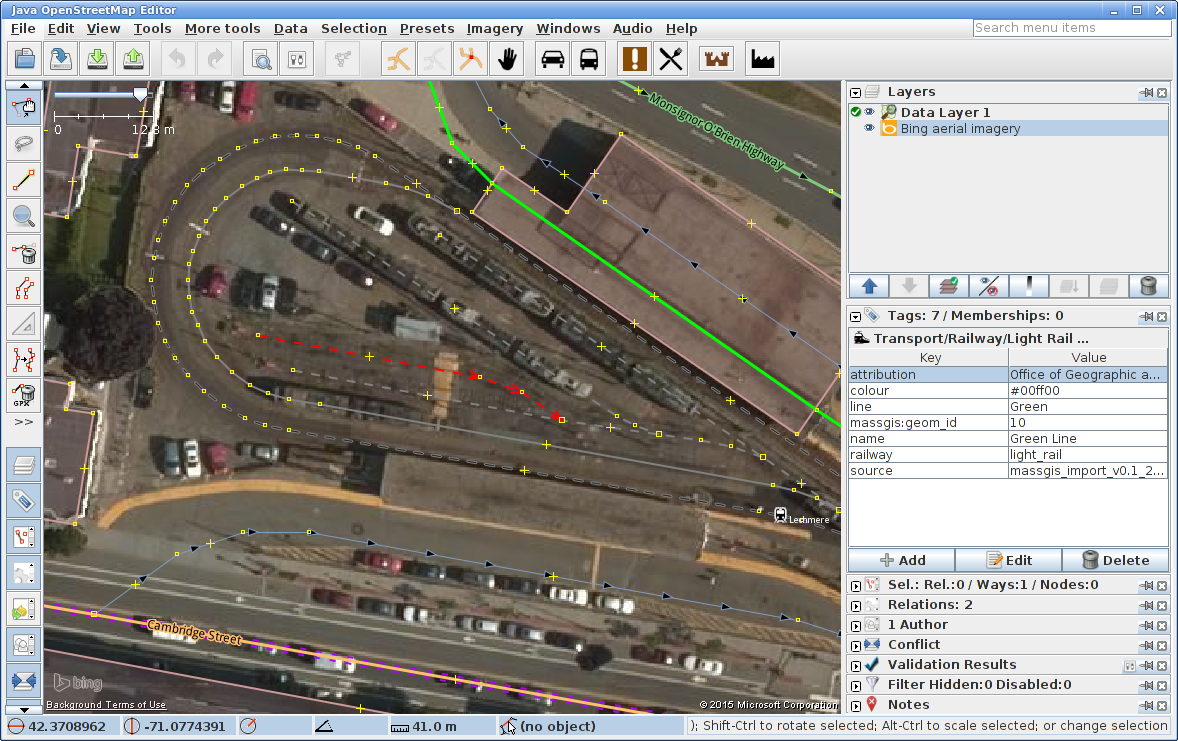 Java OpenStreetMap Editor
File Edit View Tools More tools Data Selection Presets Imagery Windows Audio Help
Search menu items
0 12.3 m
Monsignor O'Brien Highway
Lechmere
Cambridge Street
bing
Background Terms of Use
© 2015 Microsoft Corporation
GPX
>>
Layers
Data Layer 1
Bing aerial imagery
Tags: 7 / Memberships: 0
Transport/Railway/Light Rail ...
Key Value
attribution Office of Geographic a...
colour #00ff00
line Green
massgis:geom_id 10
name Green Line
railway light_rail
source massgis_import_v0.1_2...
Add Edit Delete
Sel.: Rel.:0 / Ways:1 / Nodes:0
Relations: 2
1 Author
Conflict
Validation Results
Filter Hidden:0 Disabled:0
Notes
42.3708962 -71.0774391 41.0 m (no object) ); Shift-Ctrl to rotate selected; Alt-Ctrl to scale selected; or change selection